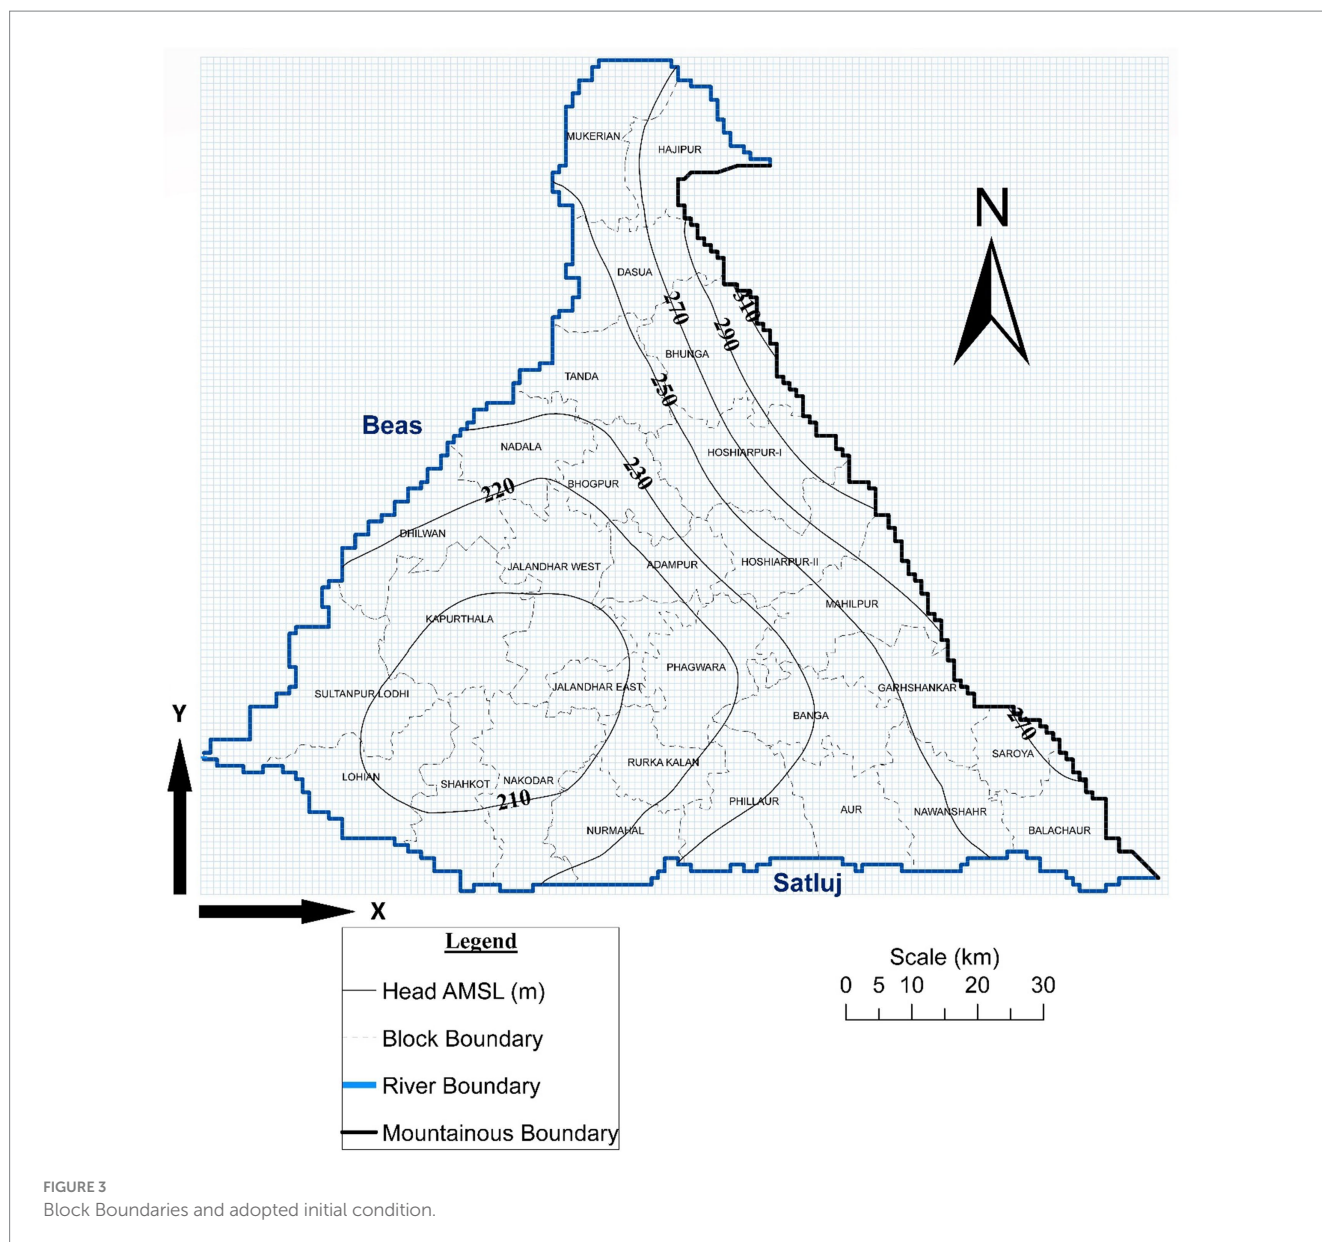 MUKERIAN
HAJIPUR
N
DASUA
270
310
290
BHUNGA
TANDA
250
Beas
NADALA
HOSHIARPUR-I
230
220
BHOGPUR
DHILWAN
JALANDHAR WEST
ADAMPUR
HOSHIARPUR-II
MAHILPUR
KAPURTHALA
PHAGWARA
SULTANPUR LODHI
JALANDHAR EAST
GARHSHANKAR
Y
BANGA
270
SAROYA
RURKA KALAN
LOHIAN
SHAHKOT
NAKODAR
210
PHILLAUR
AUR
NAWANSHAHR
NURMAHAL
BALACHAUR
Satluj
X
Legend
Head AMSL (m)
Block Boundary
River Boundary
Mountainous Boundary
Scale (km)
0 5 10 20 30
FIGURE 3
Block Boundaries and adopted initial condition.